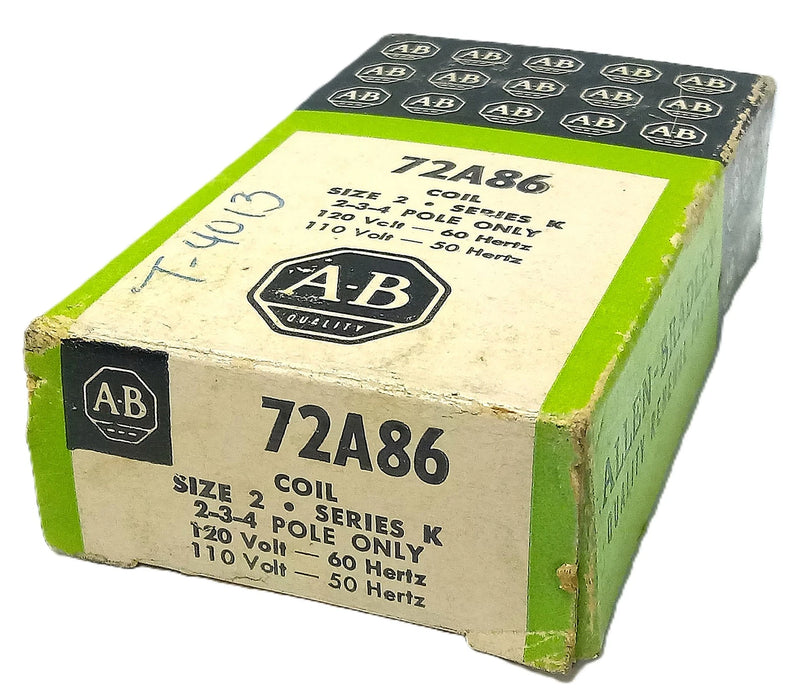 A-B A-B A-B A-B A-B
A-B A-B A-B A-B A-B
A-B A-B A-B A-B A-B
72A86
COIL
SIZE 2 • SERIES K
2-3-4 POLE ONLY
120 Volt — 60 Hertz
110 Volt — 50 Hertz
T-4013
A-B
QUALITY
A-B
72A86
COIL
SIZE 2 • SERIES K
2-3-4 POLE ONLY
120 Volt — 60 Hertz
110 Volt — 50 Hertz
ALLEN-BRADLEY
QUALITY